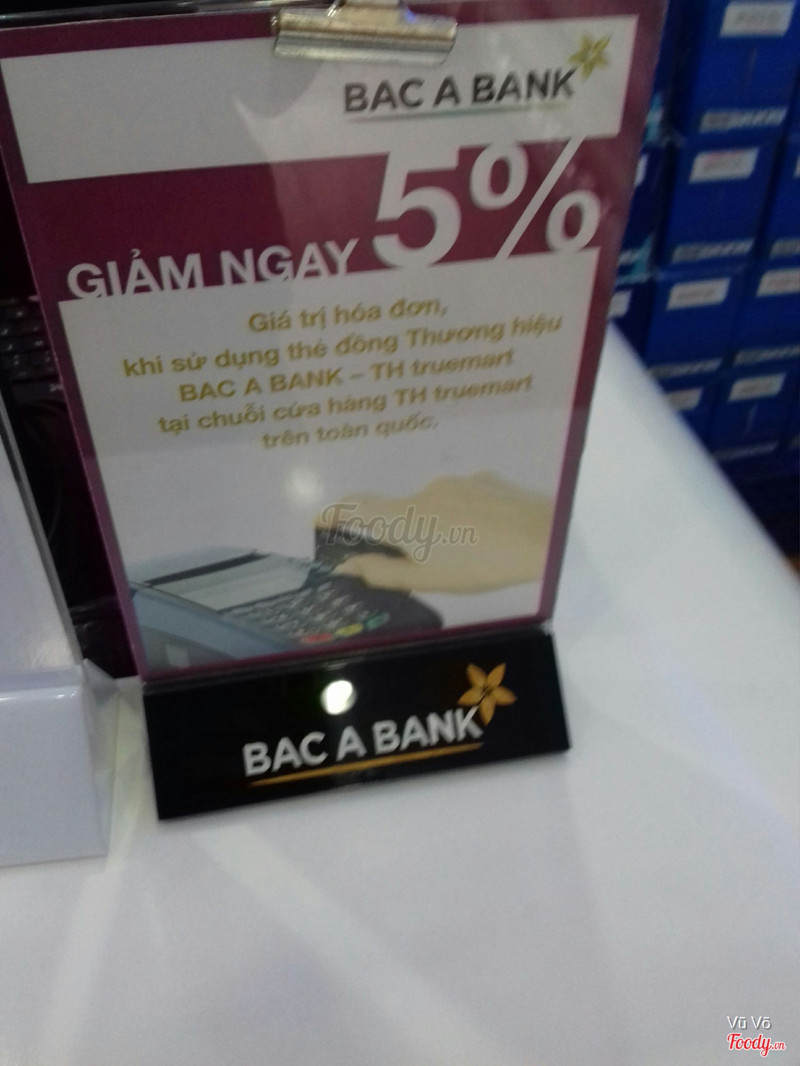 BAC A BANK
GIẢM NGAY 5%
Giá trị hóa đơn,
khi sử dụng thẻ đồng Thương hiệu
BAC A BANK – TH truemart
tại chuỗi cửa hàng TH truemart
trên toàn quốc.
Foody.vn
BAC A BANK
Vũ Võ
Foody.vn